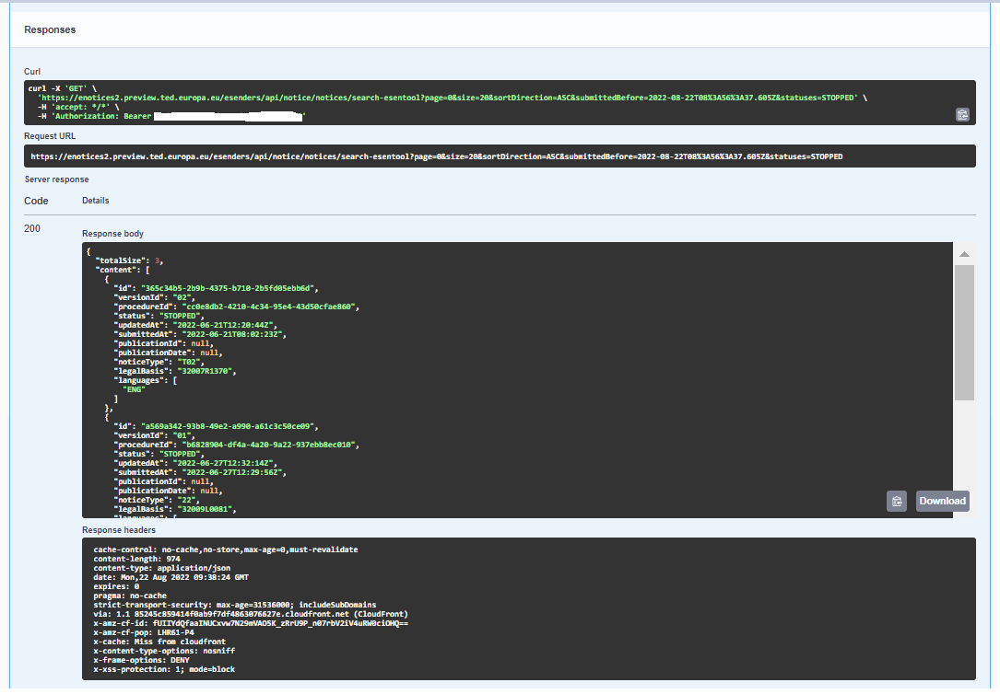 Responses
Curl
curl -X 'GET' \
'https://enotices2.preview.ted.europa.eu/esenders/api/notice/notices/search-esentool?page=0&size=20&sortDirection=ASC&submittedBefore=2022-08-22T08%3A56%3A37.605Z&statuses=STOPPED' \
-H 'accept: */*' \
-H 'Authorization: Bearer '
Request URL
https://enotices2.preview.ted.europa.eu/esenders/api/notice/notices/search-esentool?page=0&size=20&sortDirection=ASC&submittedBefore=2022-08-22T08%3A56%3A37.605Z&statuses=STOPPED
Server response
Code Details
200
Response body
{
"totalSize": 3,
"content": [
{
"id": "365c34b5-2b9b-4375-b710-2b5fd05ebb6d",
"versionId": "02",
"procedureId": "cc0e8db2-4210-4c34-95e4-43d50cfae860",
"status": "STOPPED",
"updatedAt": "2022-06-21T12:20:44Z",
"submittedAt": "2022-06-21T08:02:23Z",
"publicationId": null,
"publicationDate": null,
"noticeType": "T02",
"legalBasis": "32007R1370",
"languages": [
"ENG"
]
},
{
"id": "a569a342-93b8-49e2-a990-a61c3c50ce09",
"versionId": "01",
"procedureId": "b6828904-df4a-4a20-9a22-937ebb8ec010",
"status": "STOPPED",
"updatedAt": "2022-06-27T12:32:14Z",
"submittedAt": "2022-06-27T12:29:56Z",
"publicationId": null,
"publicationDate": null,
"noticeType": "22",
"legalBasis": "32009L0081",
"languages": [
Download
Response headers
cache-control: no-cache,no-store,max-age=0,must-revalidate
content-length: 974
content-type: application/json
date: Mon,22 Aug 2022 09:38:24 GMT
expires: 0
pragma: no-cache
strict-transport-security: max-age=31536000; includeSubDomains
via: 1.1 85245c859414f0ab9f7df4863076627e.cloudfront.net (CloudFront)
x-amz-cf-id: fUIIYdQfaaINUCxvw7N29mVAO5K_zRrU9P_n07rbV2iV4uRW0ciOHQ==
x-amz-cf-pop: LHR61-P4
x-cache: Miss from cloudfront
x-content-type-options: nosniff
x-frame-options: DENY
x-xss-protection: 1; mode=block